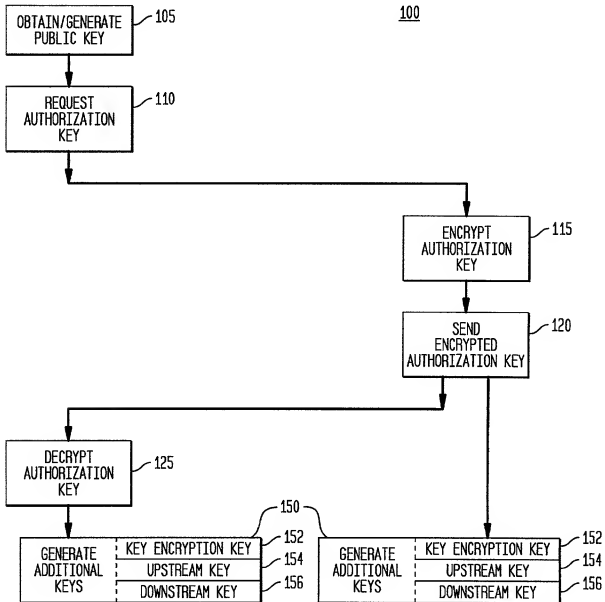 OBTAIN/GENERATE
PUBLIC KEY
105
100
REQUEST
AUTHORIZATION
KEY
110
ENCRYPT
AUTHORIZATION
KEY
115
SEND
ENCRYPTED
AUTHORIZATION KEY
120
DECRYPT
AUTHORIZATION
KEY
125
150
GENERATE
ADDITIONAL
KEYS
KEY ENCRYPTION KEY
152
UPSTREAM KEY
154
DOWNSTREAM KEY
156
GENERATE
ADDITIONAL
KEYS
KEY ENCRYPTION KEY
152
UPSTREAM KEY
154
DOWNSTREAM KEY
156